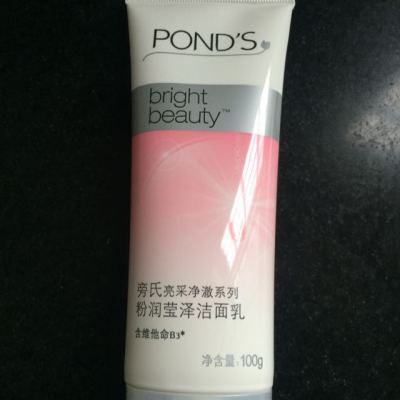 POND'S
bright
beauty™
旁氏亮采净澈系列
粉润莹泽洁面乳
含维他命B3*
净含量:100g